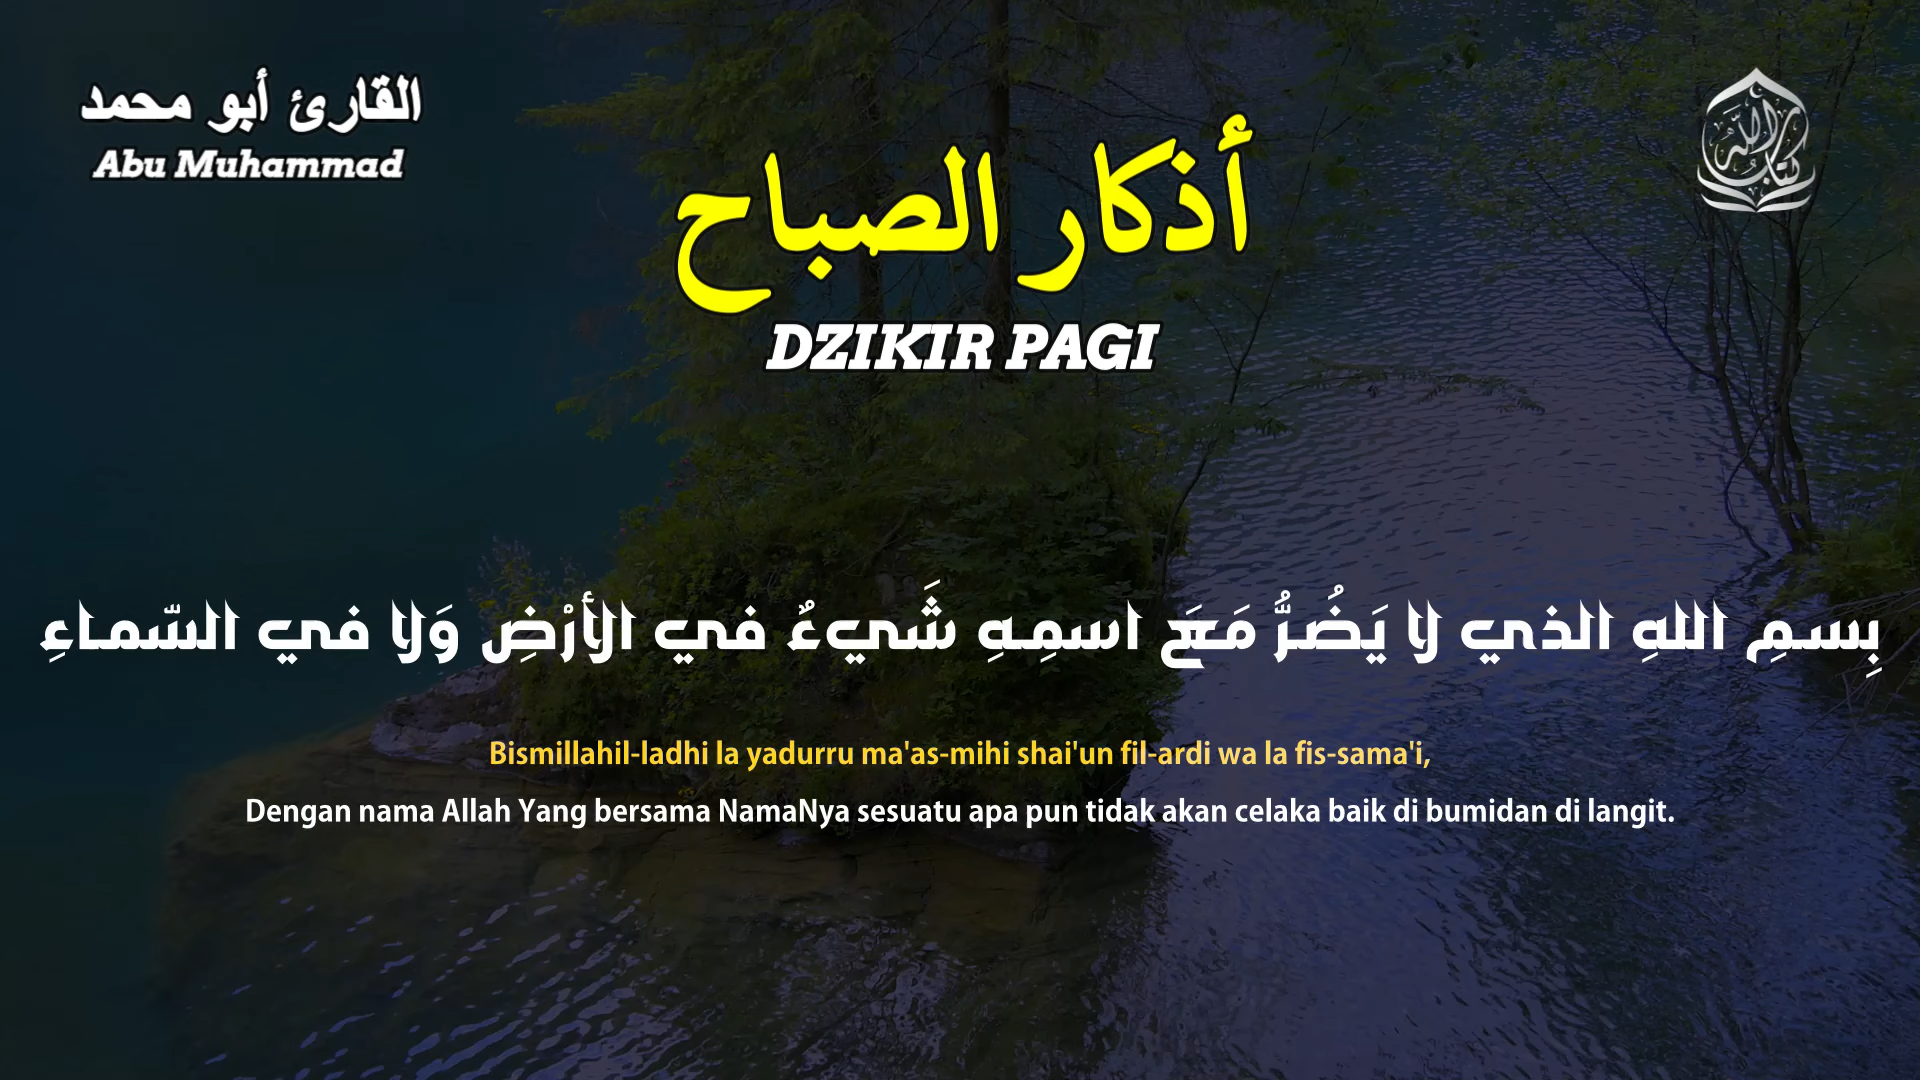 القارئ أبو محمد
Abu Muhammad
كتاب الله
أذكار الصباح
DZIKIR PAGI
بِسمِ اللهِ الذي لا يَضُرُّ مَعَ اسمِهِ شَيءٌ في الأرْضِ وَلا في السّماءِ
Bismillahil-ladhi la yadurru ma'as-mihi shai'un fil-ardi wa la fis-sama'i,
Dengan nama Allah Yang bersama NamaNya sesuatu apa pun tidak akan celaka baik di bumidan di langit.